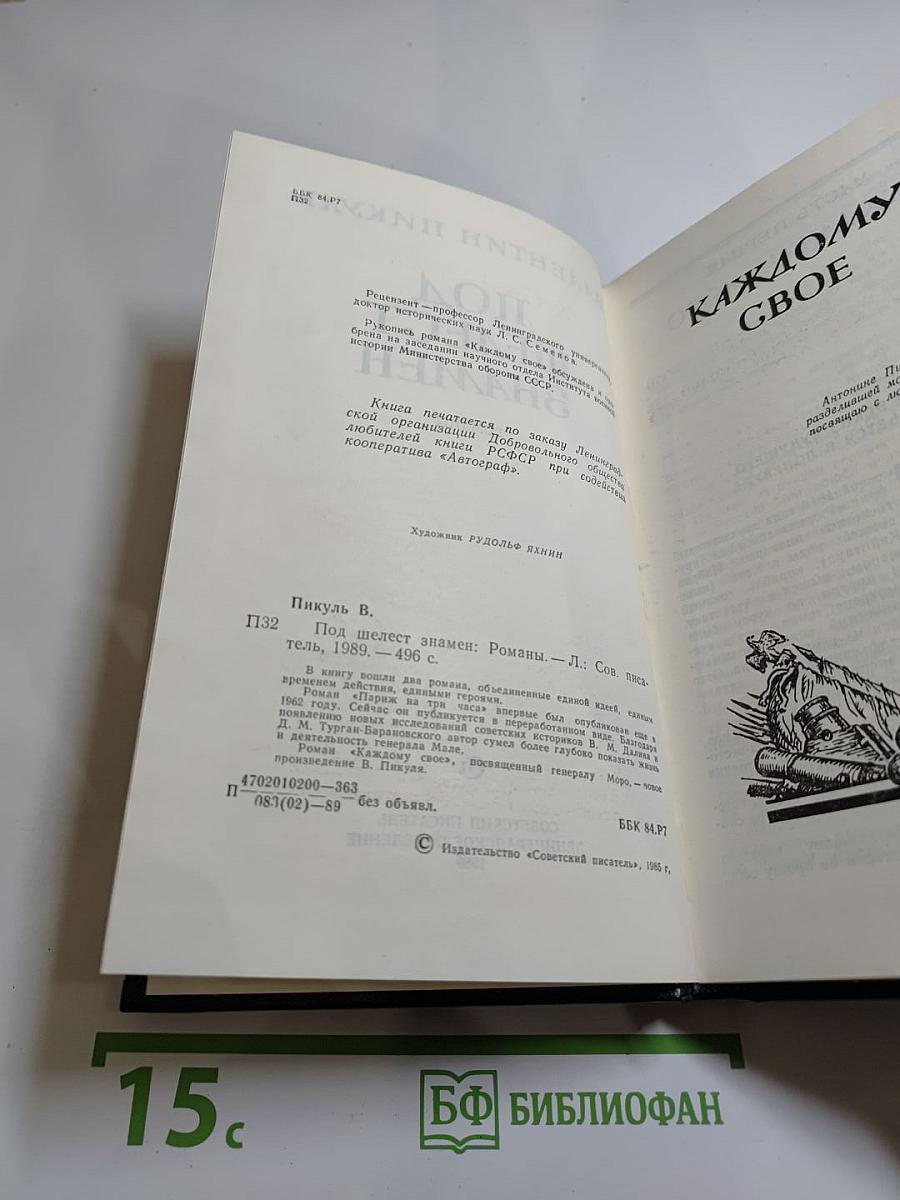 ББК 84.Р7
П32
Рецензент — профессор Ленинградского университета,
доктор исторических наук Л. С. Семенов.
Рукопись романа «Каждому свое» обсуждена и одо-
брена на заседании научного отдела Института военной
истории Министерства обороны СССР.
Книга печатается по заказу Ленинград-
ской организации Добровольного общества
любителей книги РСФСР при содействии
кооператива «Автограф».
Художник РУДОЛЬФ ЯХНИН
Пикуль В.
П32 Под шелест знамен: Романы. — Л.: Сов. писа-
тель, 1989. — 496 с.
В книгу вошли два романа, объединенные единой идеей, единым
временем действия, едиными героями.
Роман «Париж на три часа» впервые был опубликован еще в
1962 году. Сейчас он публикуется в переработанном виде. Благодаря
появлению новых исследований советских историков В. М. Далина и
Д. М. Турган-Барановского автор сумел более глубоко показать жизнь
и деятельность генерала Мале.
Роман «Каждому свое», посвященный генералу Моро, — новое
произведение В. Пикуля.
П 4702010200—363
083(02)—89 без объявл.
ББК 84.Р7
© Издательство «Советский писатель», 1985 г.
КАЖДОМУ
СВОЕ
Антонине
разделившей
посвящаю с
15 с
БФ БИБЛИОФАН